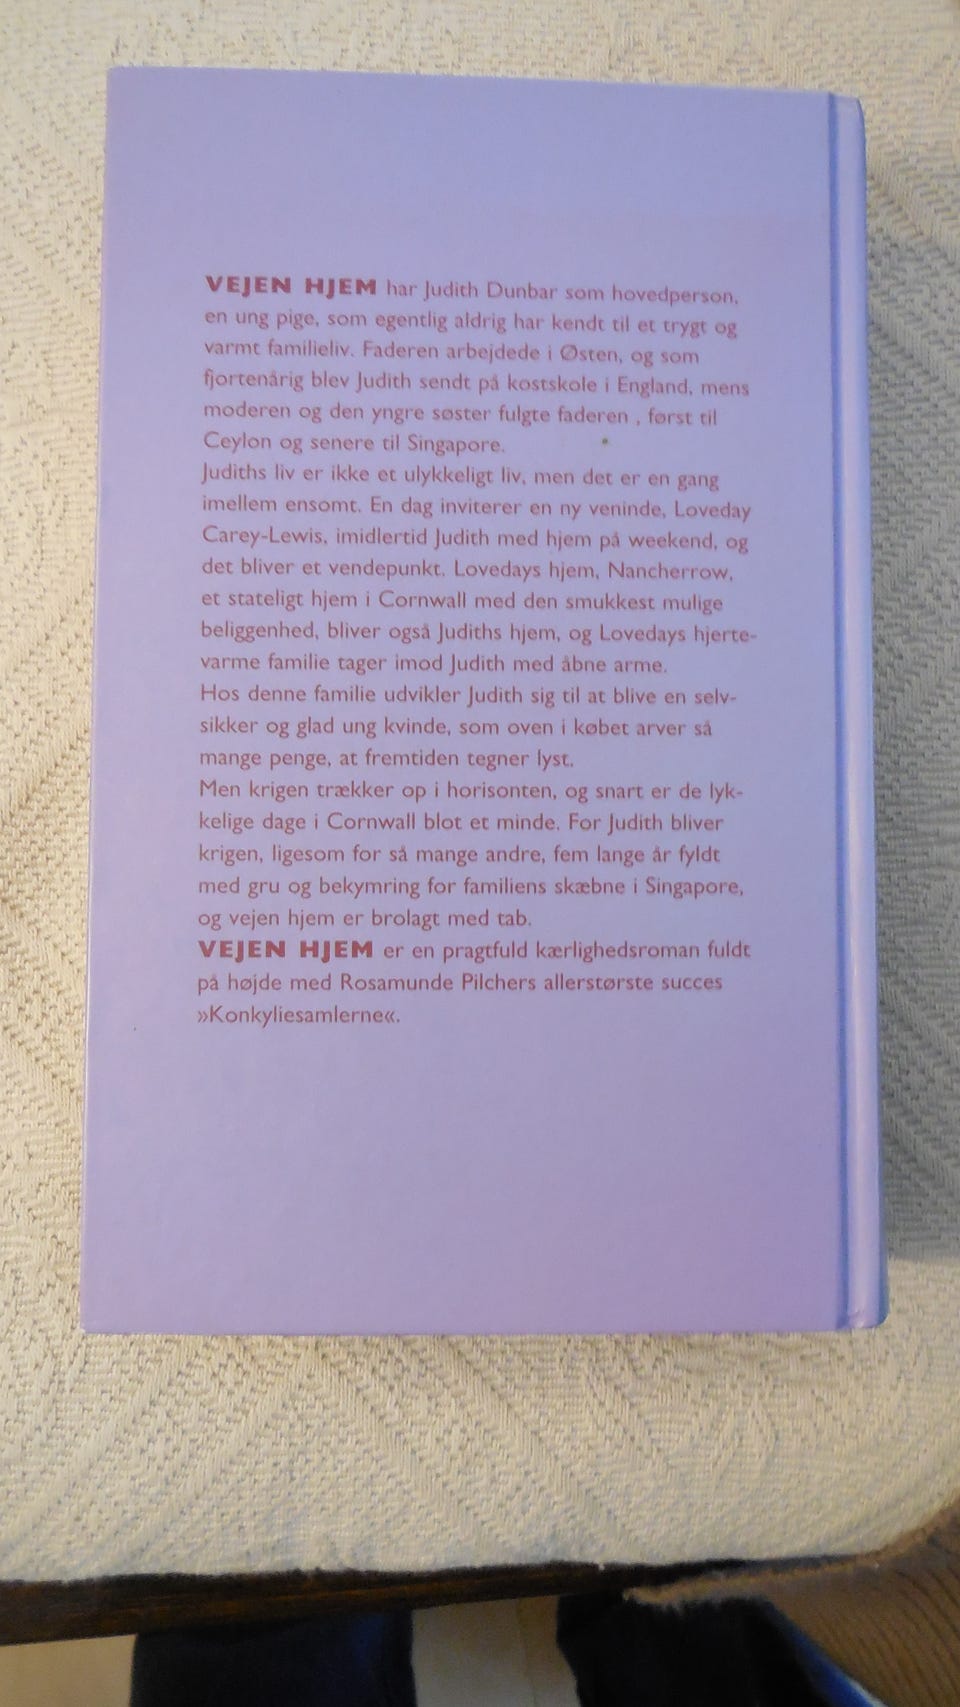 VEJEN HJEM har Judith Dunbar som hovedperson,
en ung pige, som egentlig aldrig har kendt til et trygt og
varmt familieliv. Faderen arbejdede i Østen, og som
fjortenårig blev Judith sendt på kostskole i England, mens
moderen og den yngre søster fulgte faderen , først til
Ceylon og senere til Singapore.
Judiths liv er ikke et ulykkeligt liv, men det er en gang
imellem ensomt. En dag inviterer en ny veninde, Loveday
Carey-Lewis, imidlertid Judith med hjem på weekend, og
det bliver et vendepunkt. Lovedays hjem, Nancherrow,
et stateligt hjem i Cornwall med den smukkest mulige
beliggenhed, bliver også Judiths hjem, og Lovedays hjerte-
varme familie tager imod Judith med åbne arme.
Hos denne familie udvikler Judith sig til at blive en selv-
sikker og glad ung kvinde, som oven i købet arver så
mange penge, at fremtiden tegner lyst.
Men krigen trækker op i horisonten, og snart er de lyk-
kelige dage i Cornwall blot et minde. For Judith bliver
krigen, ligesom for så mange andre, fem lange år fyldt
med gru og bekymring for familiens skæbne i Singapore,
og vejen hjem er brolagt med tab.
VEJEN HJEM er en pragtfuld kærlighedsroman fuldt
på højde med Rosamunde Pilchers allerstørste succes
»Konkyliesamlerne«.